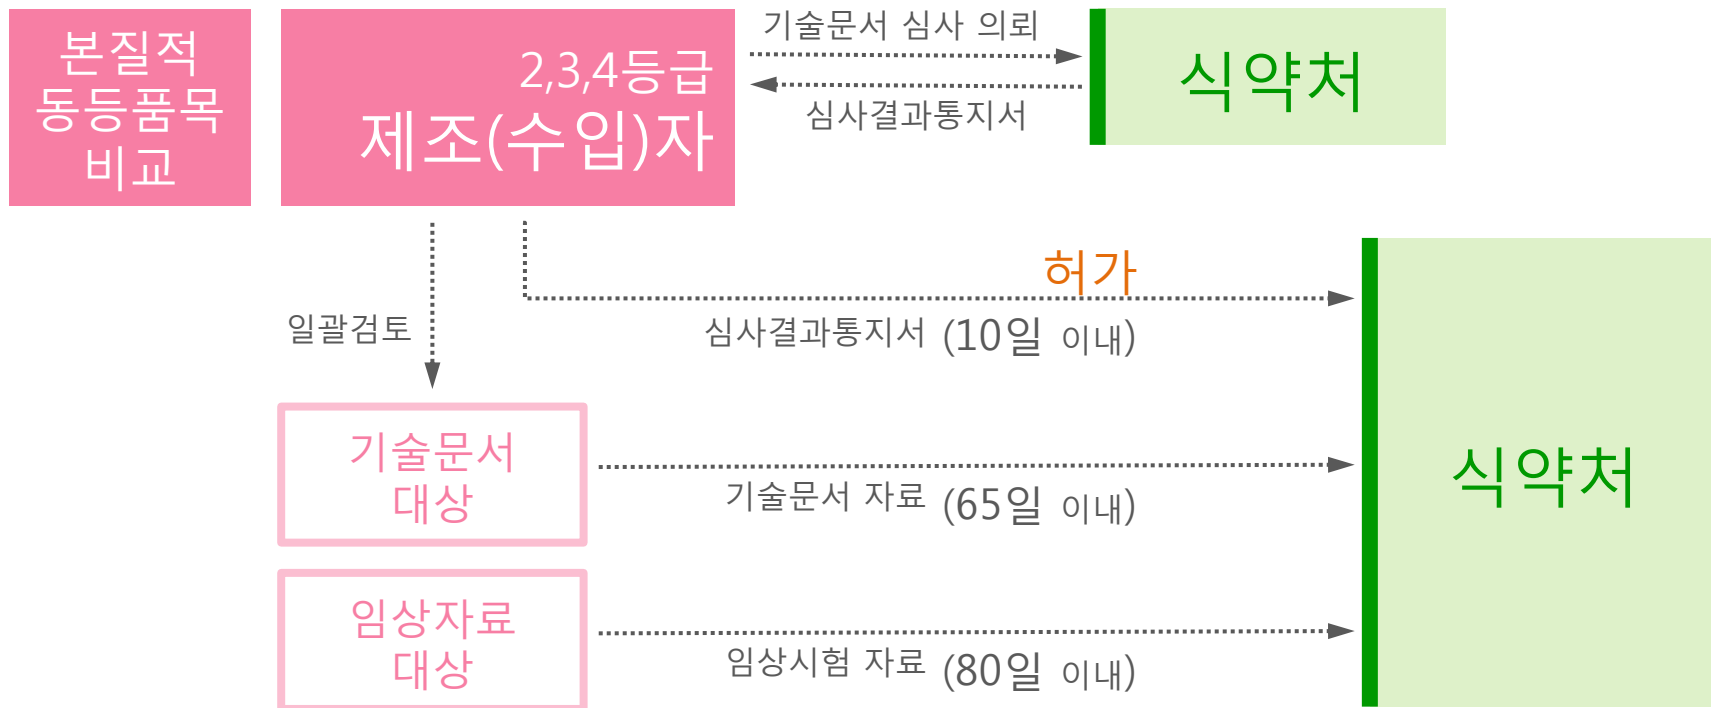 본질적
동등품목
비교
2,3,4등급
제조(수입)자
기술문서 심사 의뢰
심사결과통지서
식약처
허가
심사결과통지서 (10일 이내)
일괄검토
기술문서
대상
기술문서 자료 (65일 이내)
식약처
임상자료
대상
임상시험 자료 (80일 이내)